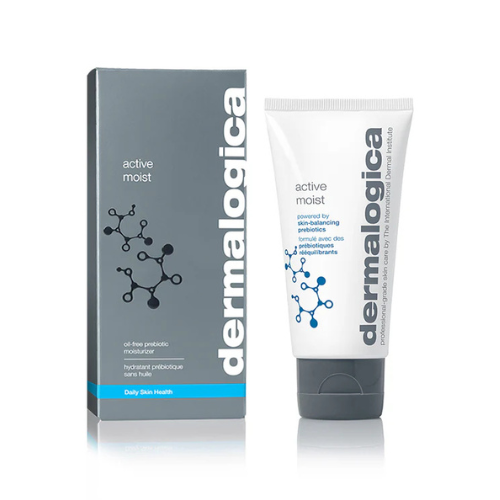 active
moist
oil-free prebiotic
moisturizer
hydratant prébiotique
sans huile
Daily Skin Health
dermalogica
active
moist
powered by
skin-balancing
prebiotics
formulé avec des
prébiotiques
rééquilibrants
dermalogica
professional-grade skin care by The International Dermal Institute